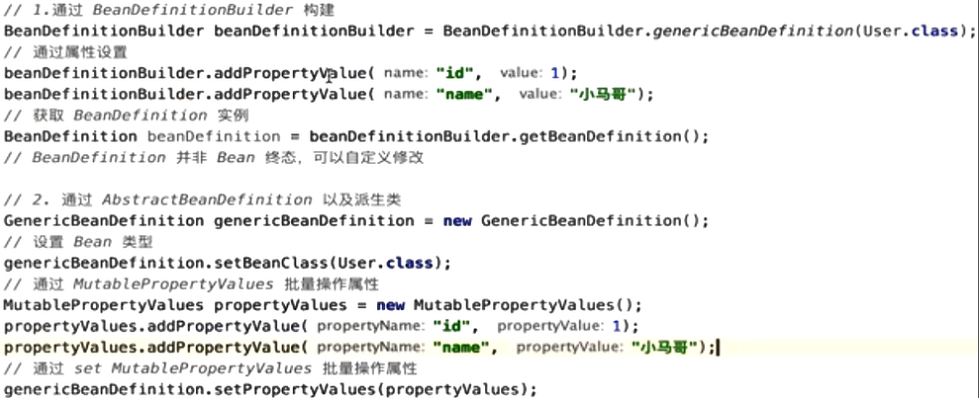 // 1.通过 BeanDefinitionBuilder 构建
BeanDefinitionBuilder beanDefinitionBuilder = BeanDefinitionBuilder.genericBeanDefinition(User.class);
// 通过属性设置
beanDefinitionBuilder.addPropertyValue( name: "id", value: 1);
beanDefinitionBuilder.addPropertyValue( name: "name", value: "小马哥");
// 获取 BeanDefinition 实例
BeanDefinition beanDefinition = beanDefinitionBuilder.getBeanDefinition();
// BeanDefinition 并非 Bean 终态，可以自定义修改
// 2. 通过 AbstractBeanDefinition 以及派生类
GenericBeanDefinition genericBeanDefinition = new GenericBeanDefinition();
// 设置 Bean 类型
genericBeanDefinition.setBeanClass(User.class);
// 通过 MutablePropertyValues 批量操作属性
MutablePropertyValues propertyValues = new MutablePropertyValues();
propertyValues.addPropertyValue( propertyName: "id", propertyValue: 1);
propertyValues.addPropertyValue( propertyName: "name", propertyValue: "小马哥");
// 通过 set MutablePropertyValues 批量操作属性
genericBeanDefinition.setPropertyValues(propertyValues);